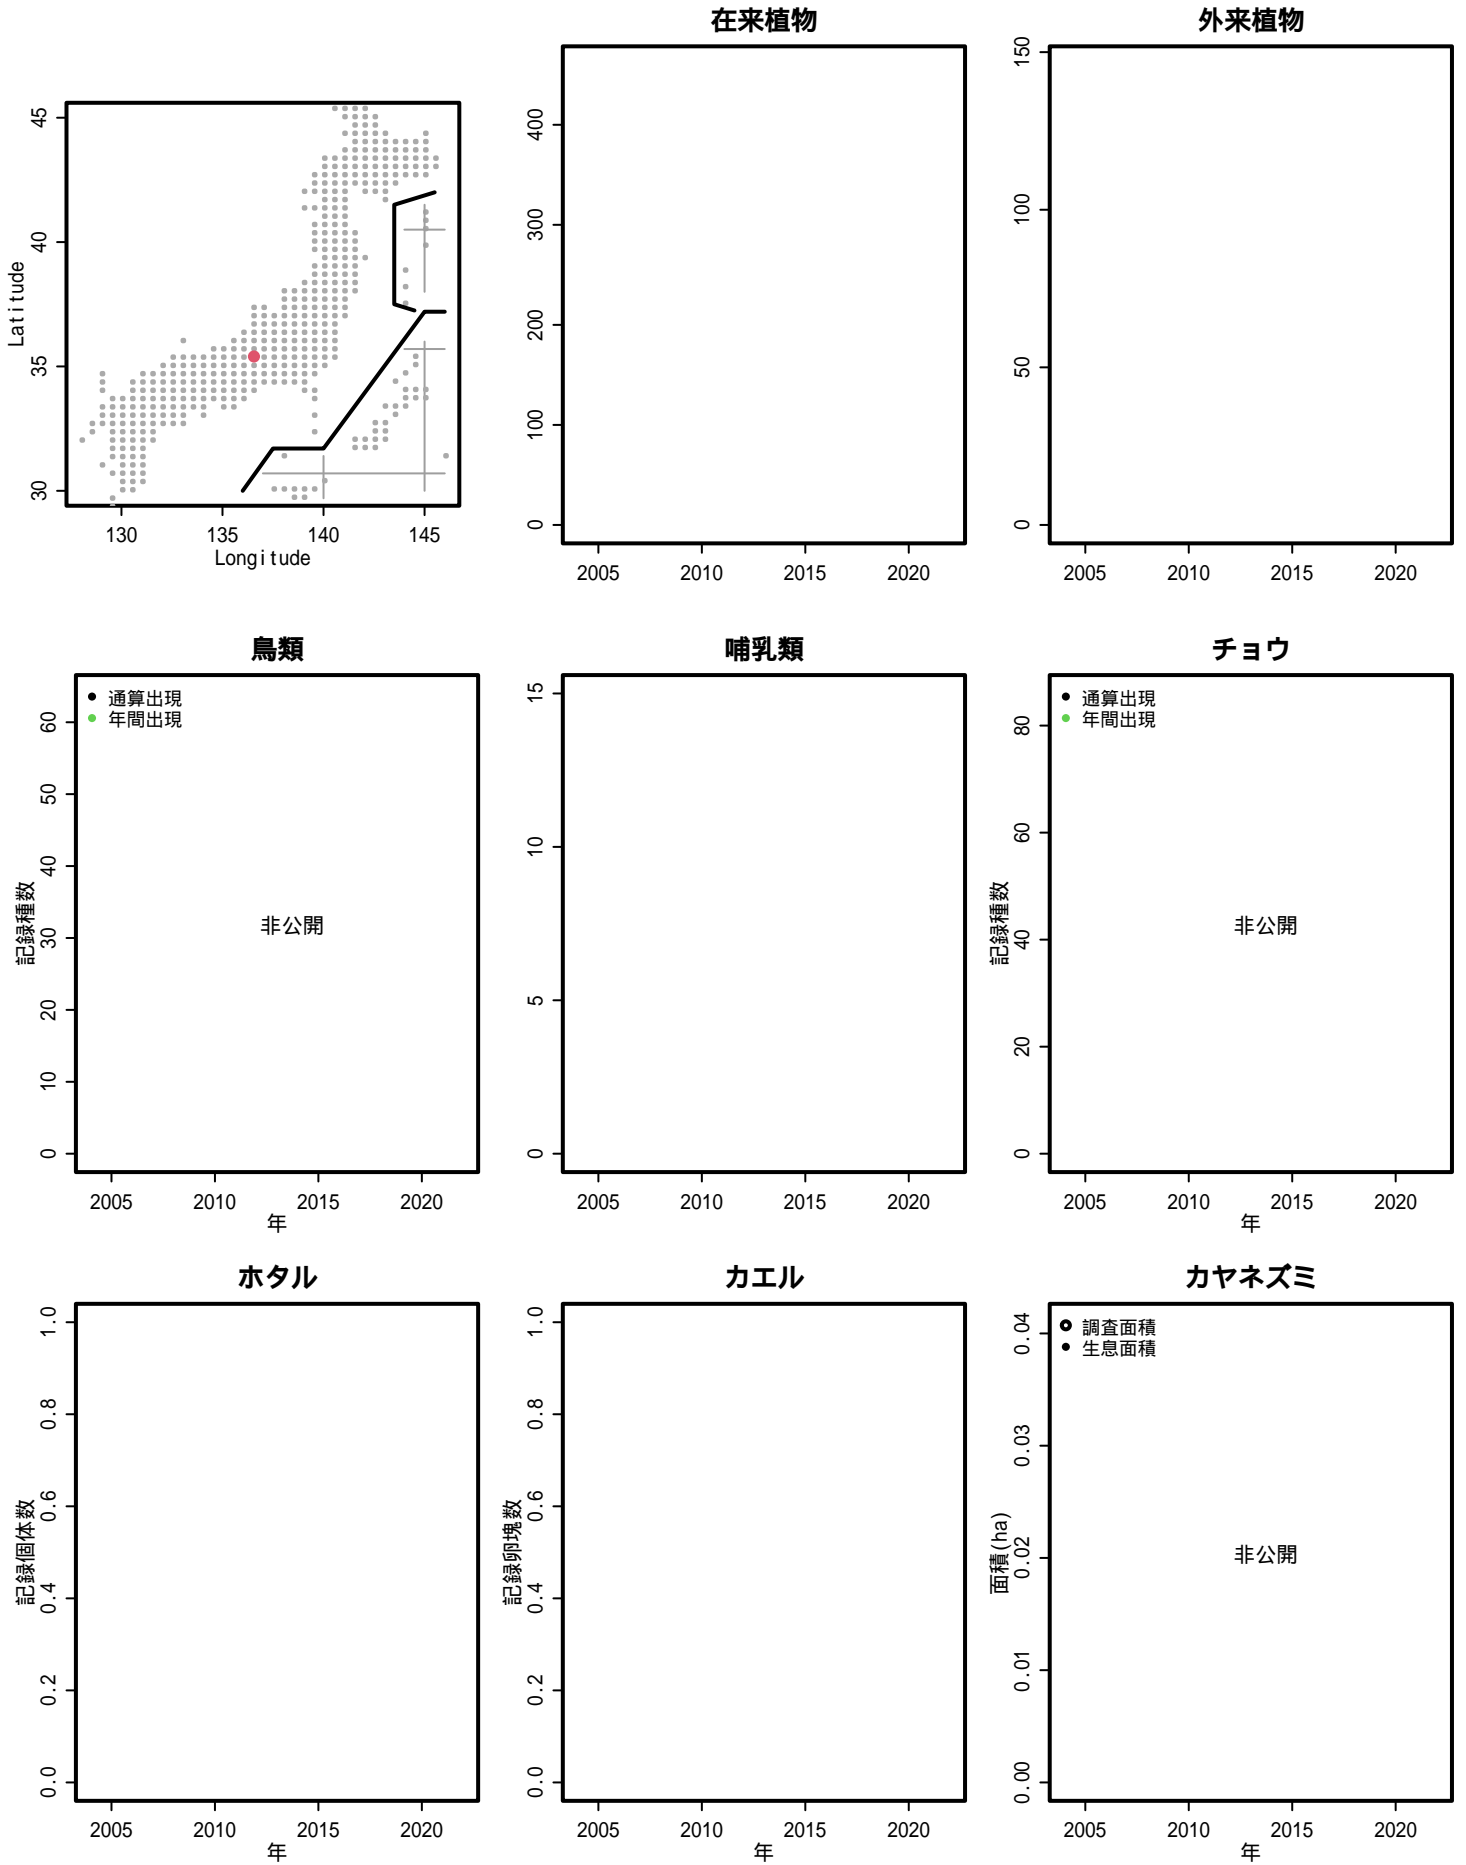 在来植物
外来植物
45
40
35
30
Latitude
130 135 140 145
Longitude
400
300
200
100
0
2005 2010 2015 2020
150
100
50
0
2005 2010 2015 2020
鳥類
哺乳類
チョウ
通算出現
年間出現
60
50
40
30
20
10
0
記録種数
非公開
2005 2010 2015 2020
年
15
10
5
0
2005 2010 2015 2020
通算出現
年間出現
80
60
40
20
0
記録種数
非公開
2005 2010 2015 2020
年
ホタル
カエル
カヤネズミ
1.0
0.8
0.6
0.4
0.2
0.0
記録個体数
2005 2010 2015 2020
年
1.0
0.8
0.6
0.4
0.2
0.0
記録卵塊数
2005 2010 2015 2020
年
調査面積
生息面積
0.04
0.03
0.02
0.01
0.00
面積(ha)
非公開
2005 2010 2015 2020
年